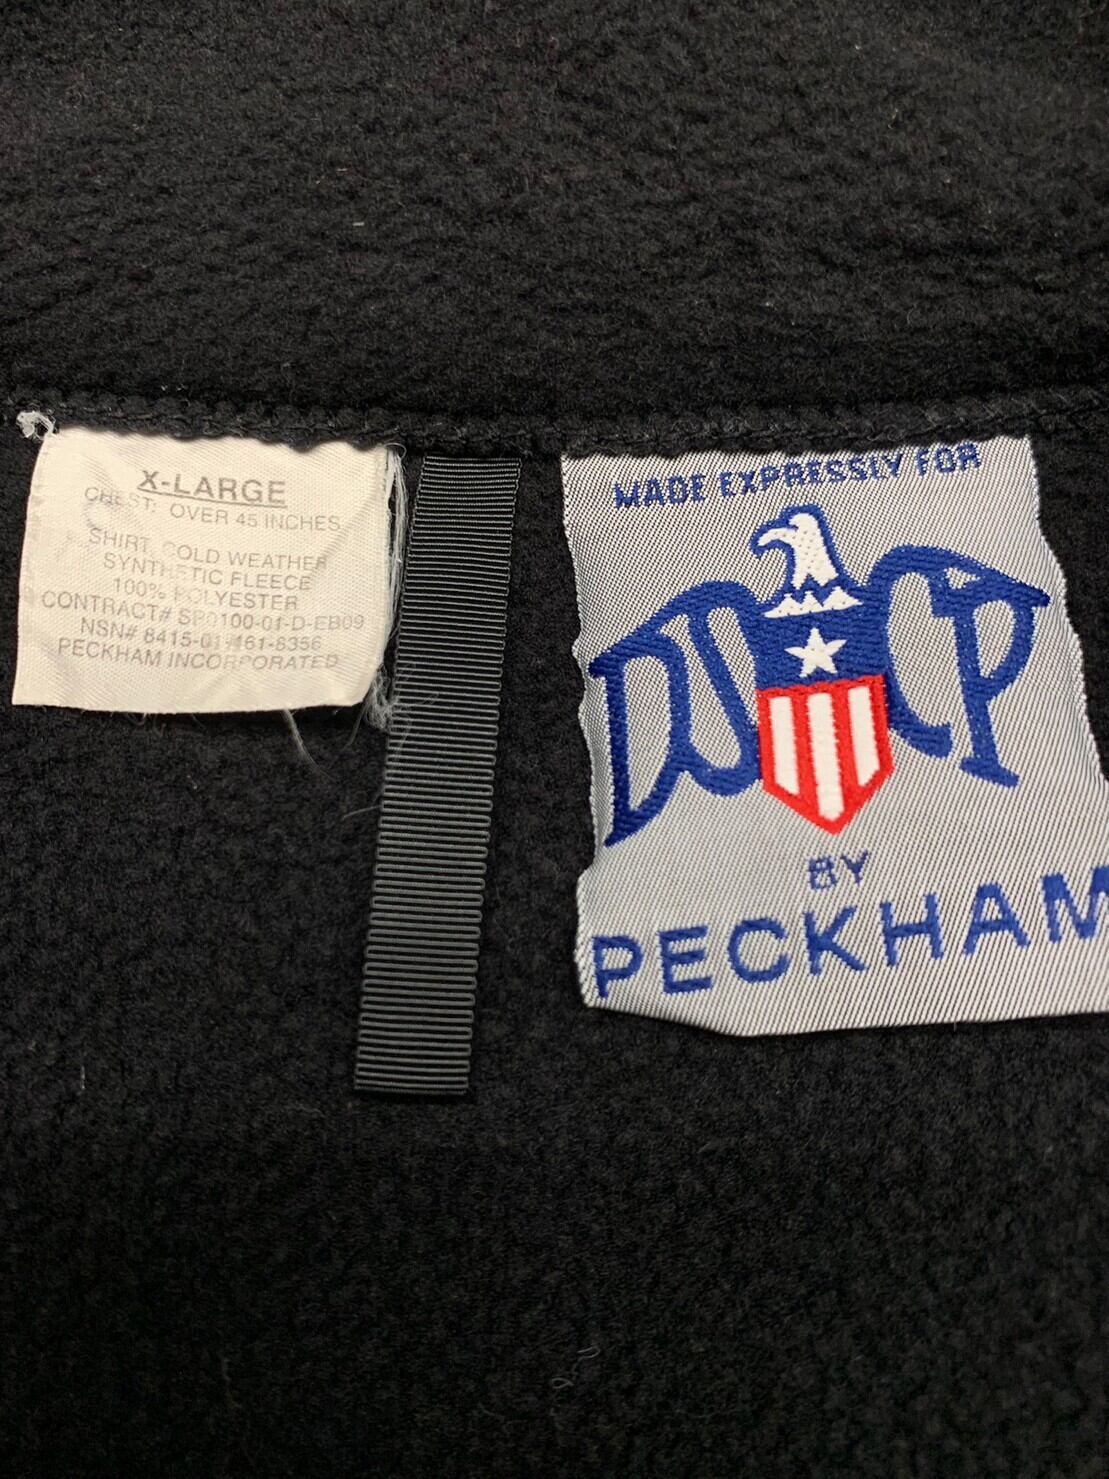 X-LARGE
CHEST: OVER 45 INCHES
SHIRT, COLD WEATHER
SYNTHETIC FLEECE
100% POLYESTER
CONTRACT# SP0100-01-D-EB09
NSN# 8415-01-461-8356
PECKHAM INCORPORATED
MADE EXPRESSLY FOR
DSCP
BY
PECKHAM